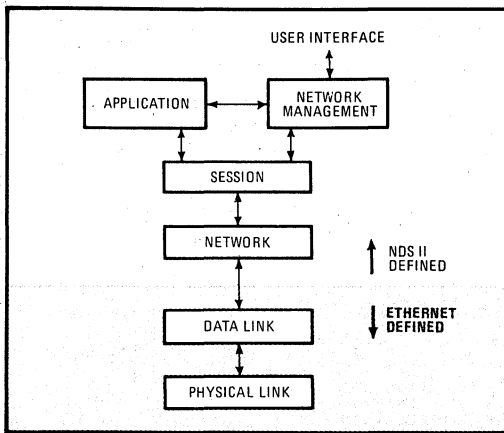 USER INTERFACE
APPLICATION
NETWORK
MANAGEMENT
SESSION
NETWORK
NDS II
DEFINED
DATA LINK
ETHERNET
DEFINED
PHYSICAL LINK